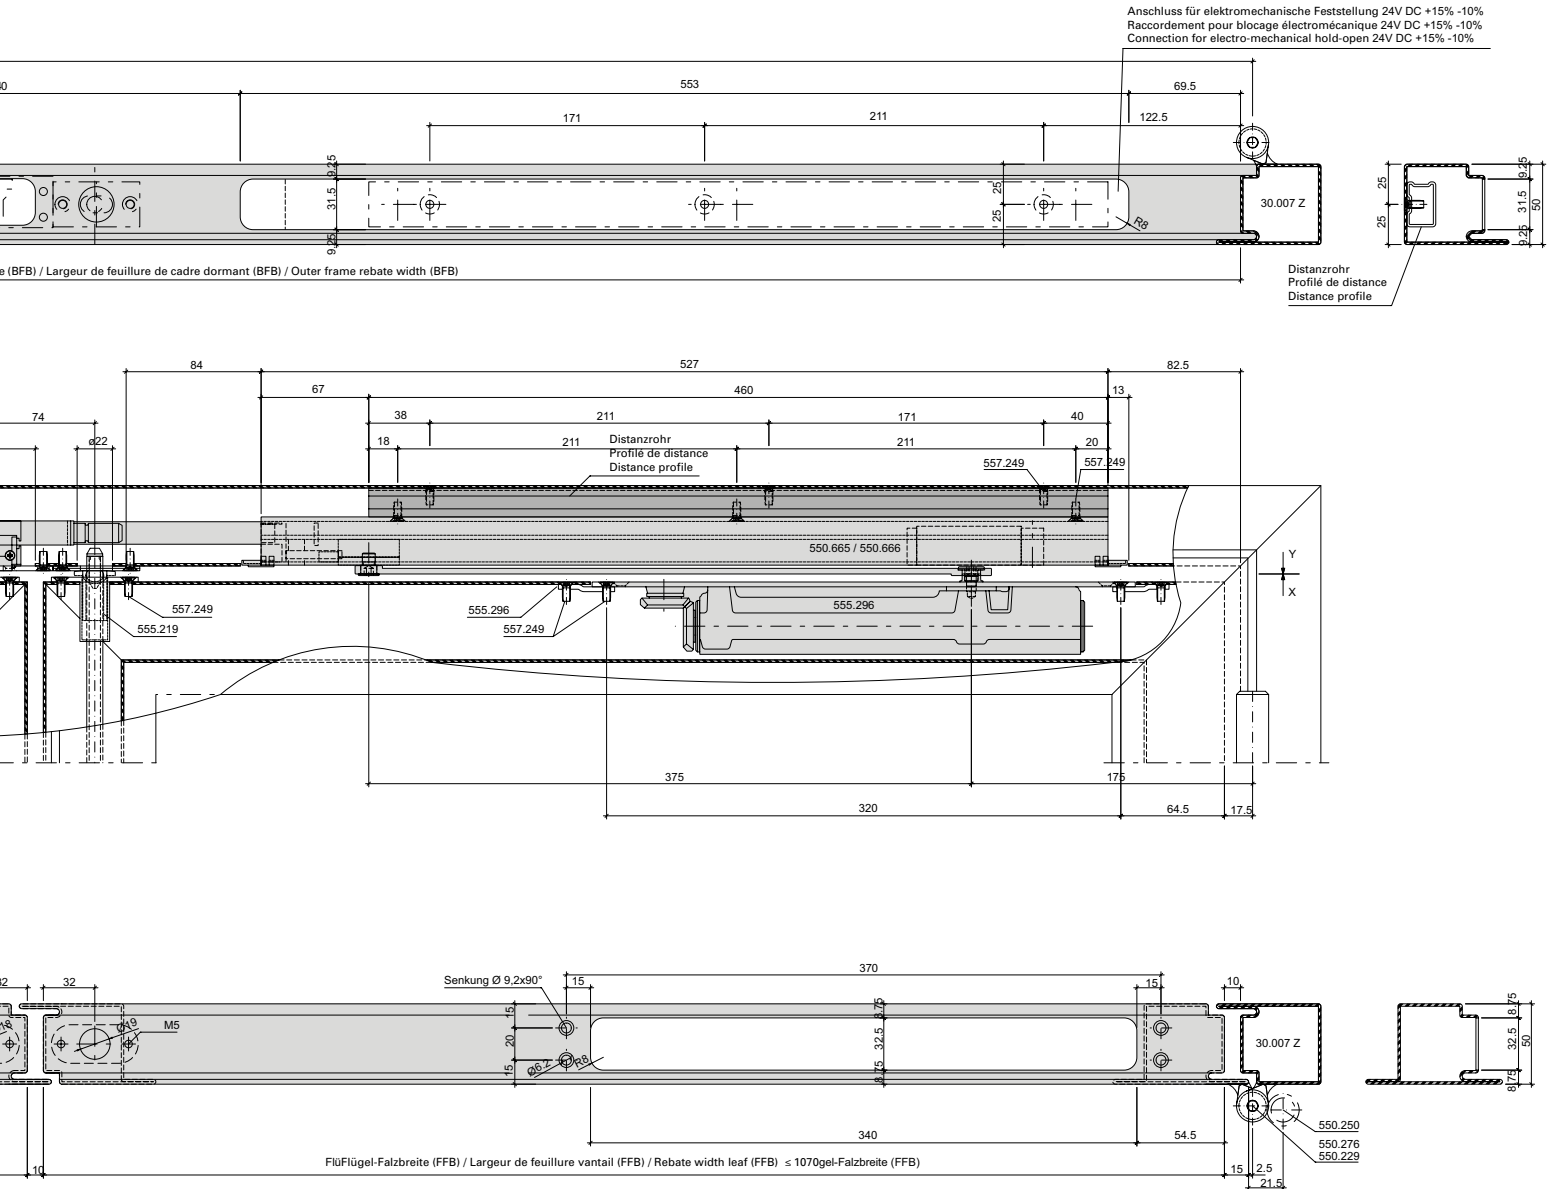 Anschluss für elektromechanische Feststellung 24V DC +15% -10%
Raccordement pour blocage électromécanique 24V DC +15% -10%
Connection for electro-mechanical hold-open 24V DC +15% -10%
553
69.5
171
211
122.5
9.25
31.5
9.25
25
25
R8
30.007 Z
25
25
9.25
31.5
50
9.25
e (BFB) / Largeur de feuillure de cadre dormant (BFB) / Outer frame rebate width (BFB)
Distanzrohr
Profilé de distance
Distance profile
84
527
82.5
67
460
13
74
38
211
171
40
ø22
18
211
211
20
Distanzrohr
Profilé de distance
Distance profile
557.249
557.249
550.665 / 550.666
Y
X
557.249
555.219
555.296
557.249
555.296
375
175
320
64.5
17.5
32
Senkung Ø 9,2x90°
15
370
15
10
Ø19
M5
15
20
15
Ø6.2
R8
8.75
32.5
8.75
30.007 Z
8.75
32.5
50
8.75
550.250
550.276
550.229
340
54.5
10
FlüFlügel-Falzbreite (FFB) / Largeur de feuillure vantail (FFB) / Rebate width leaf (FFB) ≤ 1070gel-Falzbreite (FFB)
15
2.5
21.5